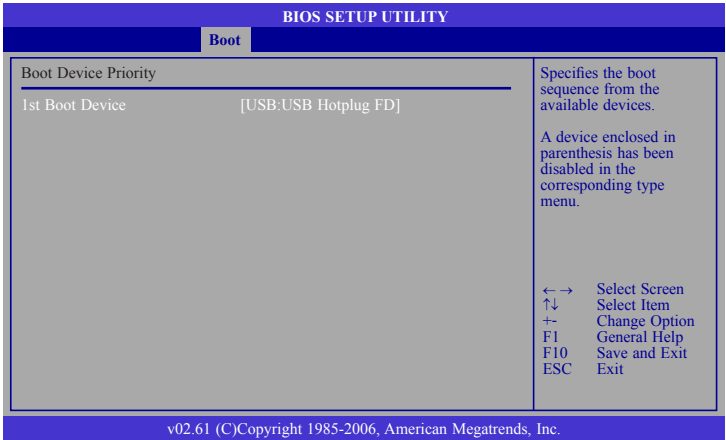 BIOS SETUP UTILITY
Boot
Boot Device Priority
1st Boot Device [USB:USB Hotplug FD]
Specifies the boot
sequence from the
available devices.
A device enclosed in
parenthesis has been
disabled in the
corresponding type
menu.
←→ Select Screen
↑↓ Select Item
+- Change Option
F1 General Help
F10 Save and Exit
ESC Exit
v02.61 (C)Copyright 1985-2006, American Megatrends, Inc.